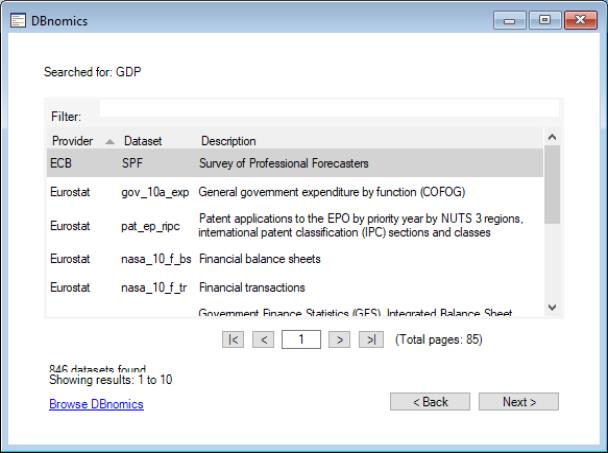 DBnomics
Searched for: GDP
Filter:
Provider Dataset Description
ECB SPF Survey of Professional Forecasters
Eurostat gov_10a_exp General government expenditure by function (COFOG)
Eurostat pat_ep_ripc Patent applications to the EPO by priority year by NUTS 3 regions,
international patent classification (IPC) sections and classes
Eurostat nasa_10_f_bs Financial balance sheets
Eurostat nasa_10_f_tr Financial transactions
Government Finance Statistics (GFS), Integrated Balance Sheet
|< < 1 > >| (Total pages: 85)
846 datasets found
Showing results: 1 to 10
Browse DBnomics
< Back Next >